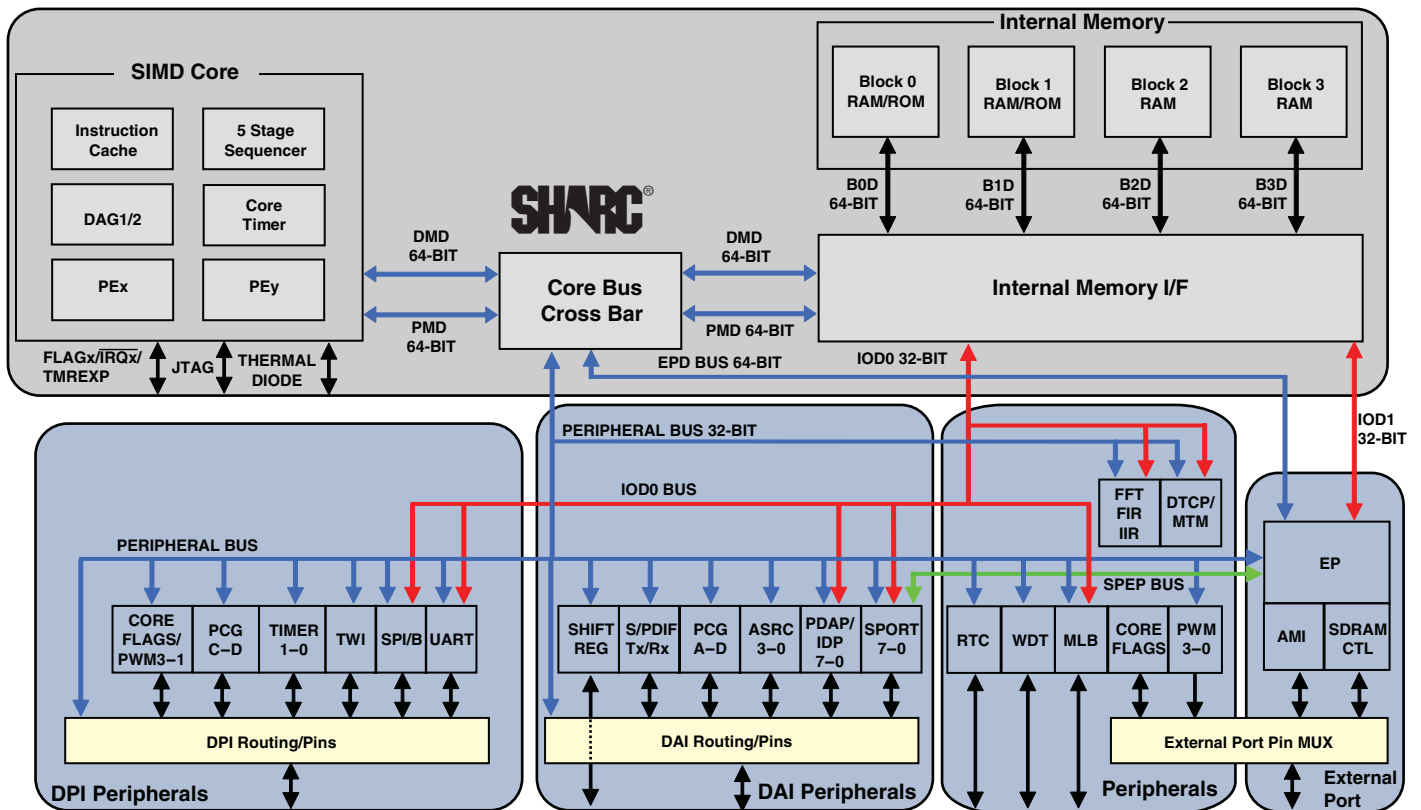 Internal Memory
SIMD Core
Block 0
RAM/ROM
Block 1
RAM/ROM
Block 2
RAM
Block 3
RAM
Instruction
Cache
5 Stage
Sequencer
DAG1/2
Core
Timer
PEx
PEy
B0D
64-BIT
B1D
64-BIT
B2D
64-BIT
B3D
64-BIT
SHARC®
DMD
64-BIT
DMD
64-BIT
Core Bus
Cross Bar
Internal Memory I/F
PMD
64-BIT
PMD 64-BIT
FLAGx/IRQx/
TMREXP
JTAG
THERMAL
DIODE
EPD BUS 64-BIT
IOD0 32-BIT
IOD1
32-BIT
PERIPHERAL BUS 32-BIT
IOD0 BUS
PERIPHERAL BUS
FFT
FIR
IIR
DTCP/
MTM
EP
SPEP BUS
CORE
FLAGS/
PWM3–1
PCG
C–D
TIMER
1–0
TWI
SPI/B
UART
SHIFT
REG
S/PDIF
Tx/Rx
PCG
A–D
ASRC
3–0
PDAP/
IDP
7–0
SPORT
7–0
RTC
WDT
MLB
CORE
FLAGS
PWM
3–0
AMI
SDRAM
CTL
DPI Routing/Pins
DAI Routing/Pins
External Port Pin MUX
DPI Peripherals
DAI Peripherals
Peripherals
External
Port